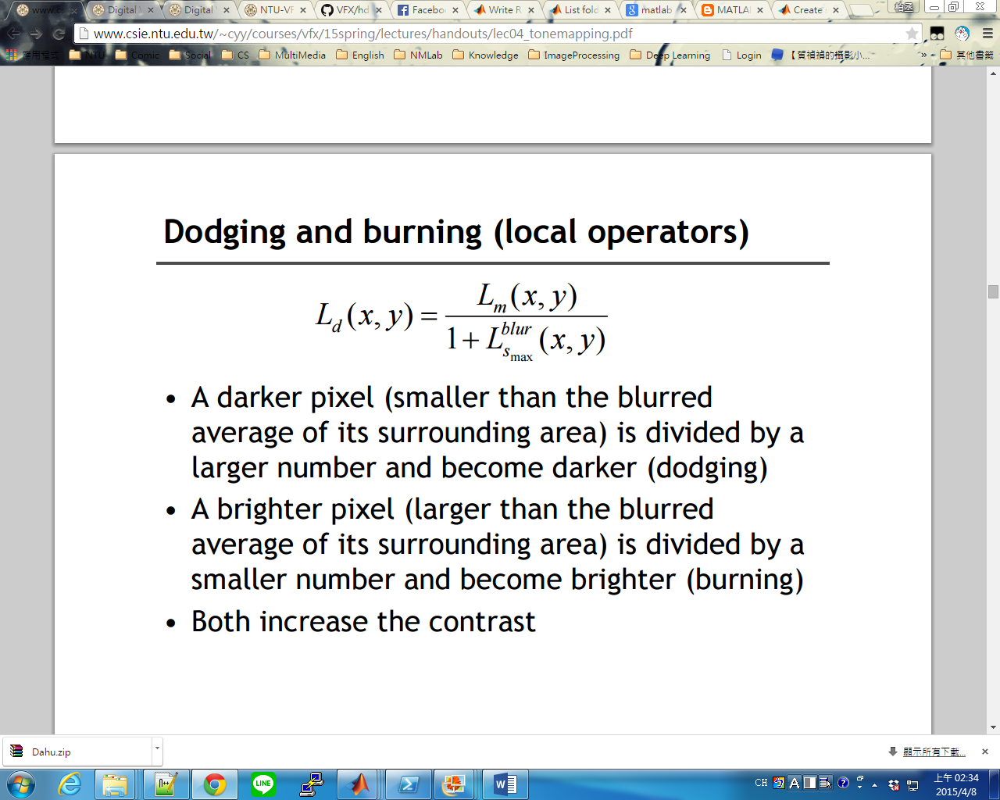 www.cs
Digital
Digital
NTU-VF
VFX/hd
Facebo
Write R
List fold
matlab
MATLA
Create
柏丞
www.csie.ntu.edu.tw/~cyy/courses/vfx/15spring/lectures/handouts/lec04_tonemapping.pdf
應用程式 NTU Comic Social CS MultiMedia English NMLab Knowledge ImageProcessing Deep Learning Login 【賀禎禎的攝影小... » 其他書籤
Dodging and burning (local operators)
L_d(x, y) = L_m(x, y) / (1 + L^{blur}_{s_max}(x, y))
• A darker pixel (smaller than the blurred
average of its surrounding area) is divided by a
larger number and become darker (dodging)
• A brighter pixel (larger than the blurred
average of its surrounding area) is divided by a
smaller number and become brighter (burning)
• Both increase the contrast
Dahu.zip
顯示所有下載...
LINE
CH
上午 02:34
2015/4/8